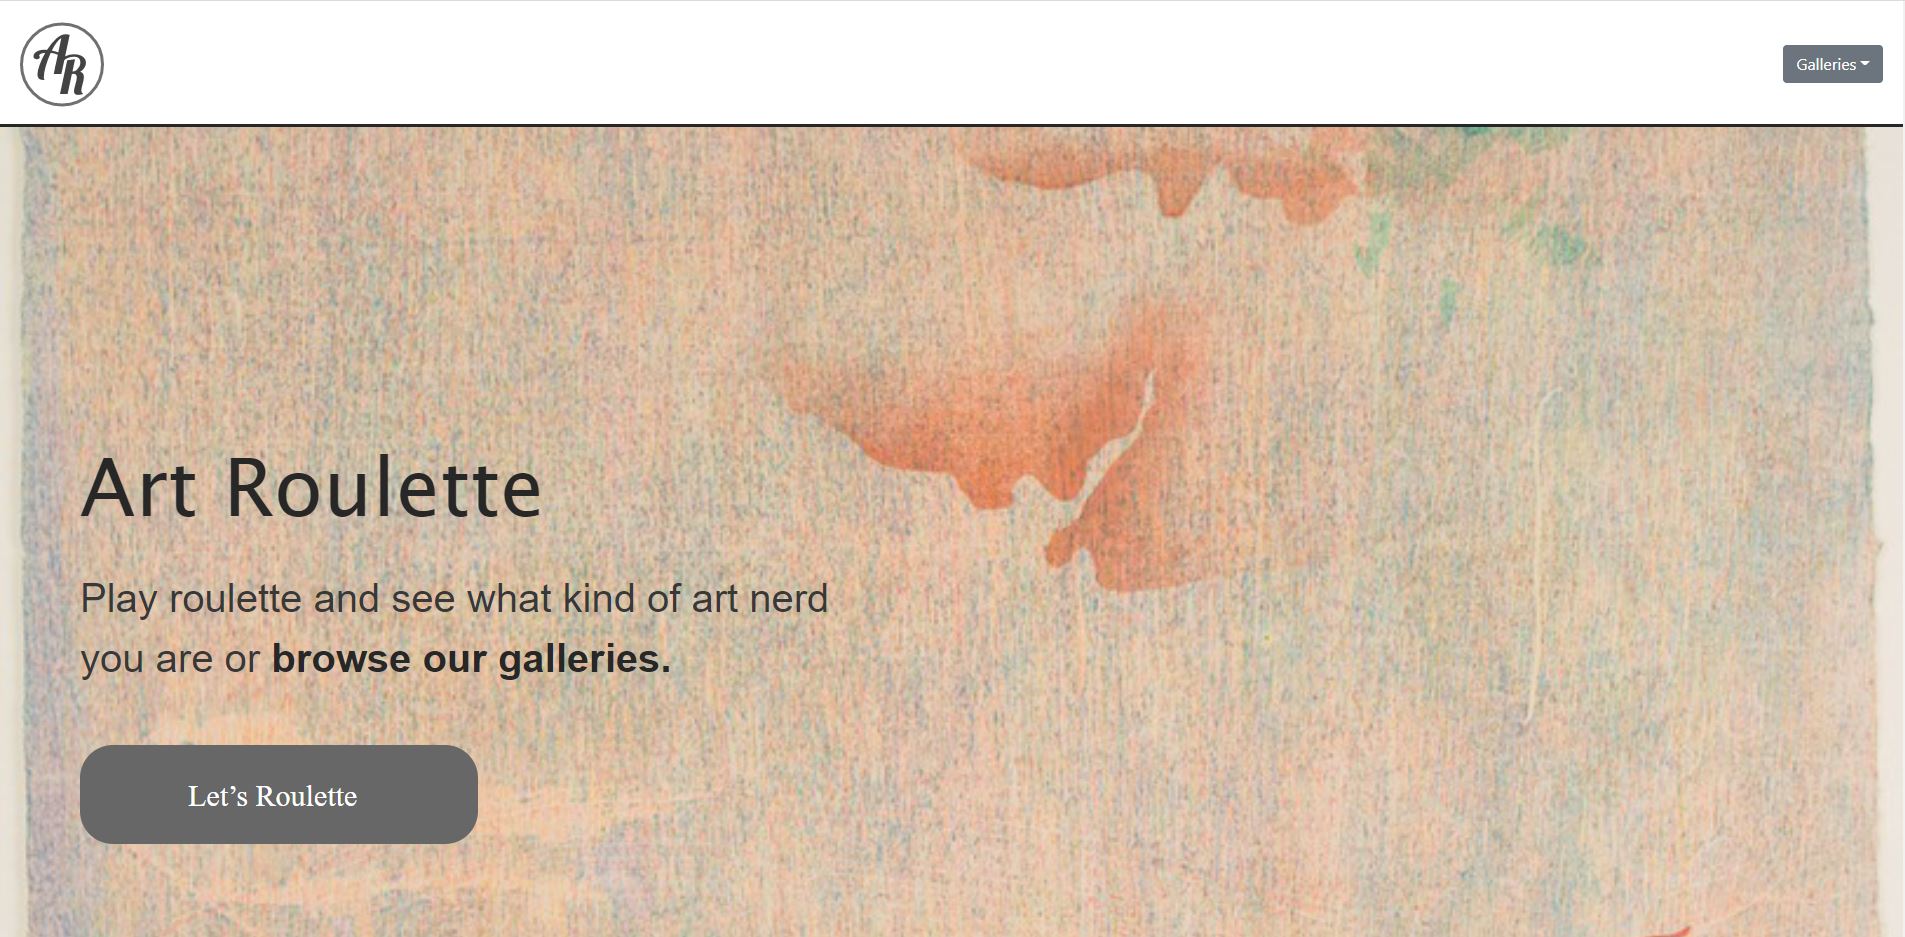 AR
Galleries
Art Roulette
Play roulette and see what kind of art nerd
you are or browse our galleries.
Let’s Roulette